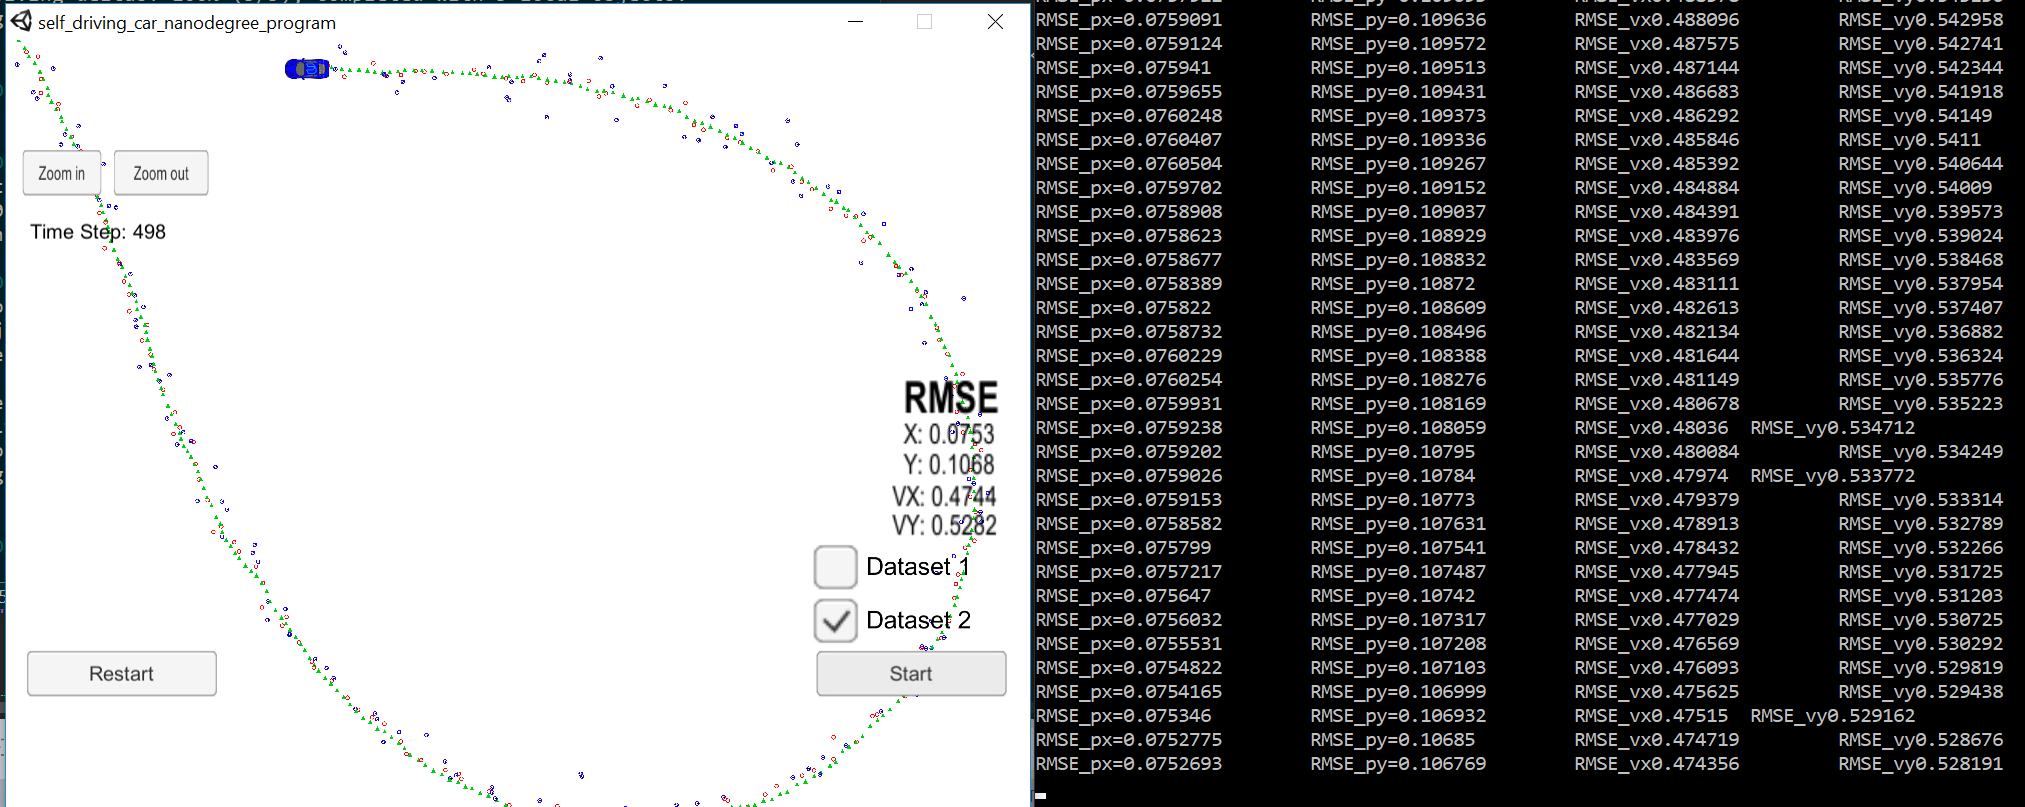 self_driving_car_nanodegree_program
Zoom in
Zoom out
Time Step: 498
RMSE
X: 0.0753
Y: 0.1068
VX: 0.4744
VY: 0.5282
Dataset 1
Dataset 2
Restart
Start
RMSE_px=0.0759091 RMSE_py=0.109636 RMSE_vx0.488096 RMSE_vy0.542958
RMSE_px=0.0759124 RMSE_py=0.109572 RMSE_vx0.487575 RMSE_vy0.542741
RMSE_px=0.075941 RMSE_py=0.109513 RMSE_vx0.487144 RMSE_vy0.542344
RMSE_px=0.0759655 RMSE_py=0.109431 RMSE_vx0.486683 RMSE_vy0.541918
RMSE_px=0.0760248 RMSE_py=0.109373 RMSE_vx0.486292 RMSE_vy0.54149
RMSE_px=0.0760407 RMSE_py=0.109336 RMSE_vx0.485846 RMSE_vy0.5411
RMSE_px=0.0760504 RMSE_py=0.109267 RMSE_vx0.485392 RMSE_vy0.540644
RMSE_px=0.0759702 RMSE_py=0.109152 RMSE_vx0.484884 RMSE_vy0.54009
RMSE_px=0.0758908 RMSE_py=0.109037 RMSE_vx0.484391 RMSE_vy0.539573
RMSE_px=0.0758623 RMSE_py=0.108929 RMSE_vx0.483976 RMSE_vy0.539024
RMSE_px=0.0758677 RMSE_py=0.108832 RMSE_vx0.483569 RMSE_vy0.538468
RMSE_px=0.0758389 RMSE_py=0.10872 RMSE_vx0.483111 RMSE_vy0.537954
RMSE_px=0.075822 RMSE_py=0.108609 RMSE_vx0.482613 RMSE_vy0.537407
RMSE_px=0.0758732 RMSE_py=0.108496 RMSE_vx0.482134 RMSE_vy0.536882
RMSE_px=0.0760229 RMSE_py=0.108388 RMSE_vx0.481644 RMSE_vy0.536324
RMSE_px=0.0760254 RMSE_py=0.108276 RMSE_vx0.481149 RMSE_vy0.535776
RMSE_px=0.0759931 RMSE_py=0.108169 RMSE_vx0.480678 RMSE_vy0.535223
RMSE_px=0.0759238 RMSE_py=0.108059 RMSE_vx0.48036 RMSE_vy0.534712
RMSE_px=0.0759202 RMSE_py=0.10795 RMSE_vx0.480084 RMSE_vy0.534249
RMSE_px=0.0759026 RMSE_py=0.10784 RMSE_vx0.47974 RMSE_vy0.533772
RMSE_px=0.0759153 RMSE_py=0.10773 RMSE_vx0.479379 RMSE_vy0.533314
RMSE_px=0.0758582 RMSE_py=0.107631 RMSE_vx0.478913 RMSE_vy0.532789
RMSE_px=0.075799 RMSE_py=0.107541 RMSE_vx0.478432 RMSE_vy0.532266
RMSE_px=0.0757217 RMSE_py=0.107487 RMSE_vx0.477945 RMSE_vy0.531725
RMSE_px=0.075647 RMSE_py=0.10742 RMSE_vx0.477474 RMSE_vy0.531203
RMSE_px=0.0756032 RMSE_py=0.107317 RMSE_vx0.477029 RMSE_vy0.530725
RMSE_px=0.0755531 RMSE_py=0.107208 RMSE_vx0.476569 RMSE_vy0.530292
RMSE_px=0.0754822 RMSE_py=0.107103 RMSE_vx0.476093 RMSE_vy0.529819
RMSE_px=0.0754165 RMSE_py=0.106999 RMSE_vx0.475625 RMSE_vy0.529438
RMSE_px=0.075346 RMSE_py=0.106932 RMSE_vx0.47515 RMSE_vy0.529162
RMSE_px=0.0752775 RMSE_py=0.10685 RMSE_vx0.474719 RMSE_vy0.528676
RMSE_px=0.0752693 RMSE_py=0.106769 RMSE_vx0.474356 RMSE_vy0.528191